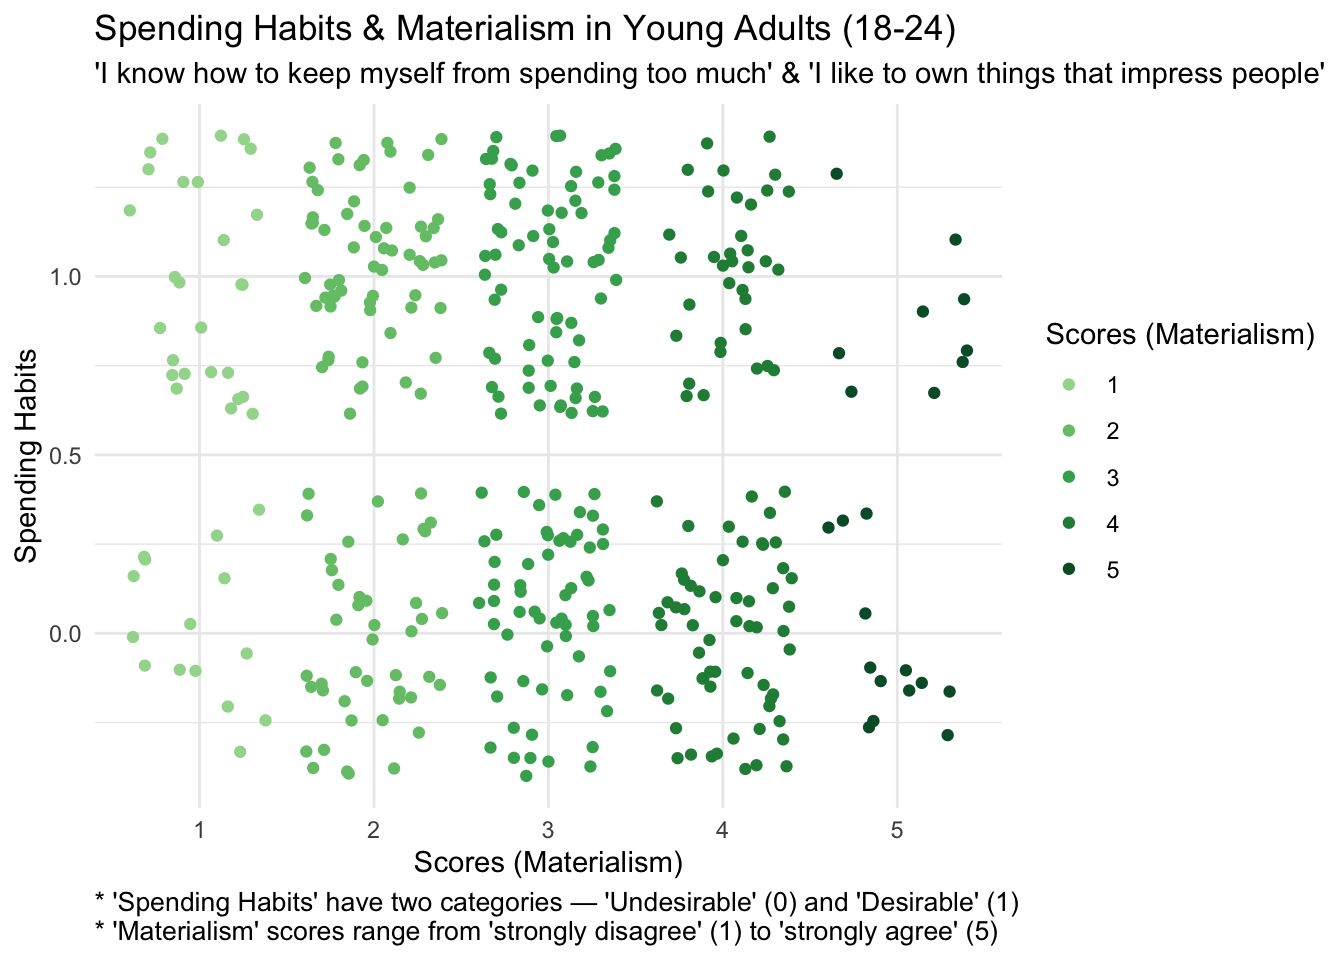 Spending Habits & Materialism in Young Adults (18-24)
'I know how to keep myself from spending too much' & 'I like to own things that impress people'
Spending Habits
1.0
0.5
0.0
1 2 3 4 5
Scores (Materialism)
Scores (Materialism)
1
2
3
4
5
* 'Spending Habits' have two categories — 'Undesirable' (0) and 'Desirable' (1)
* 'Materialism' scores range from 'strongly disagree' (1) to 'strongly agree' (5)